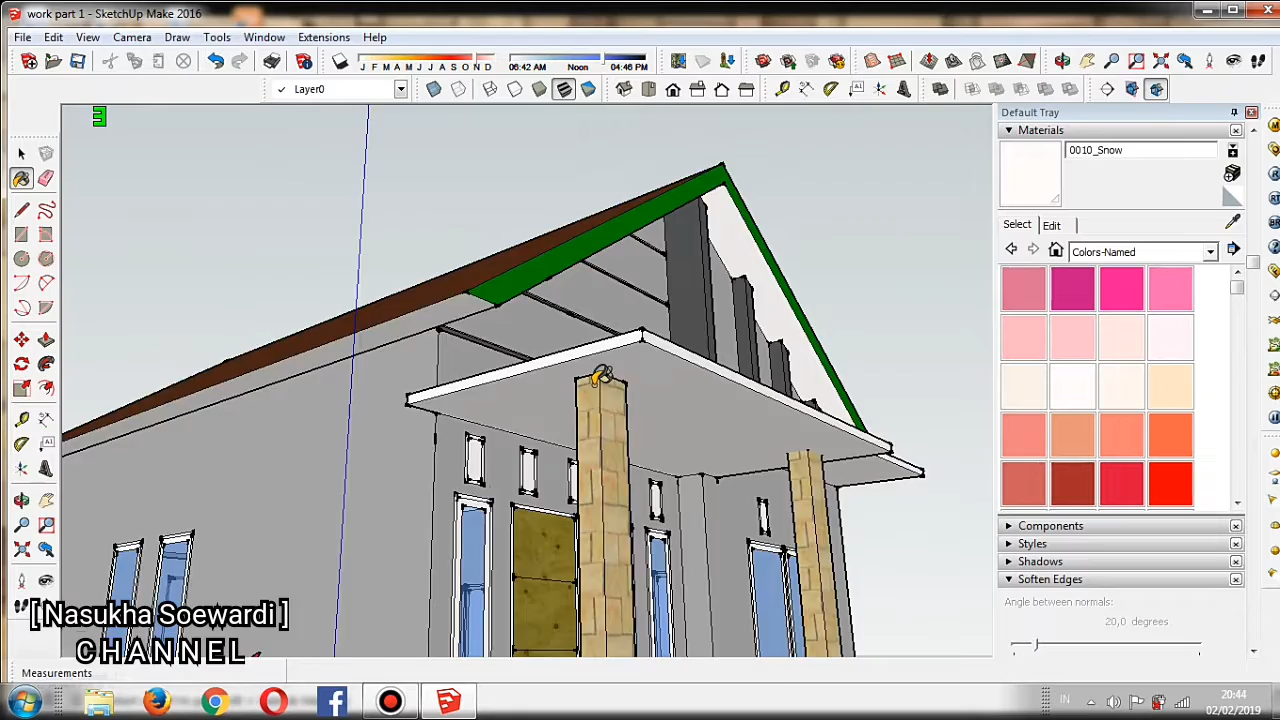 work part 1 - SketchUp Make 2016
File Edit View Camera Draw Tools Window Extensions Help
J F M A M J J A S O N D 06:42 AM Noon 04:46 PM
Layer0
Default Tray
Materials
0010_Snow
Select Edit
Colors-Named
Components
Styles
Shadows
Soften Edges
Angle between normals:
20,0 degrees
[Nasukha Soewardi]
CHANNEL
Measurements
IN
20:44
02/02/2019